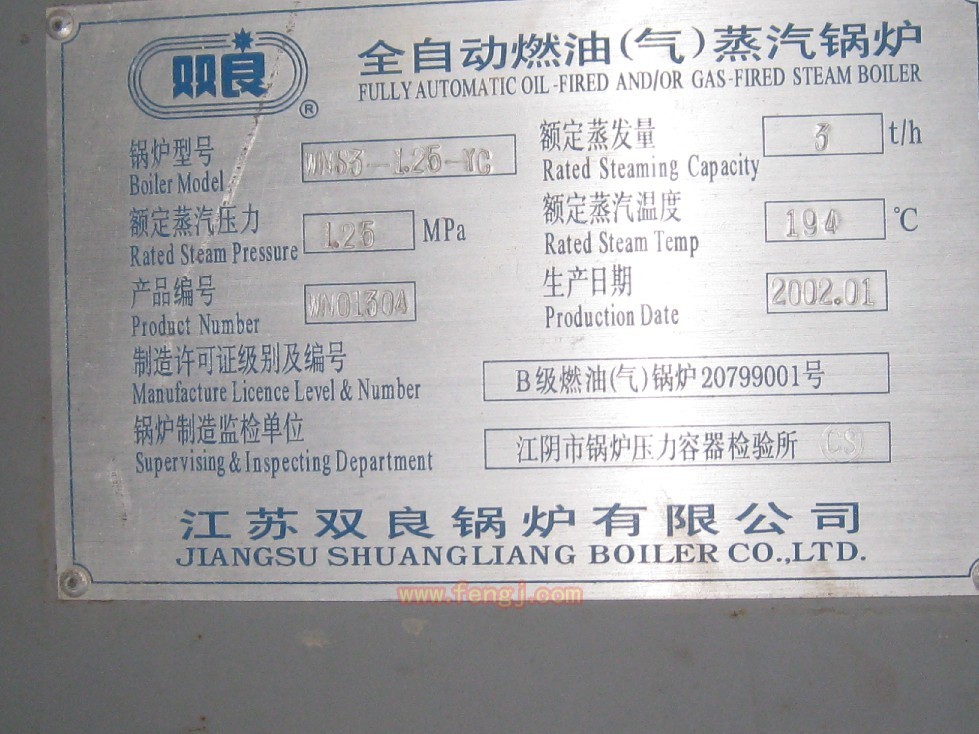 双良
®
全自动燃油(气)蒸汽锅炉
FULLY AUTOMATIC OIL-FIRED AND/OR GAS-FIRED STEAM BOILER
锅炉型号 WNS3-1.25-YC
Boiler Model
额定蒸发量 3 t/h
Rated Steaming Capacity
额定蒸汽压力 1.25 MPa
Rated Steam Pressure
额定蒸汽温度 194 ℃
Rated Steam Temp
产品编号 WN01304
Product Number
生产日期 2002.01
Production Date
制造许可证级别及编号 B级燃油(气)锅炉20799001号
Manufacture Licence Level & Number
锅炉制造监检单位 江阴市锅炉压力容器检验所 CS
Supervising & Inspecting Department
江苏双良锅炉有限公司
JIANGSU SHUANGLIANG BOILER CO.,LTD.
www.fengj.com